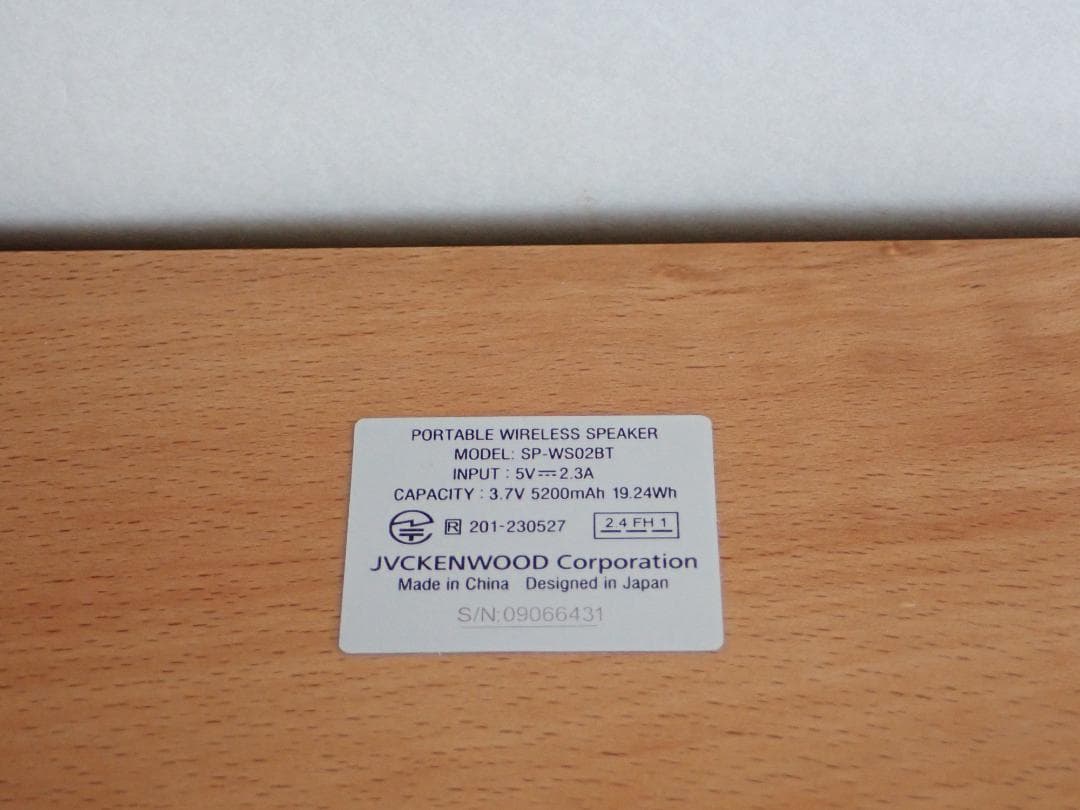 PORTABLE WIRELESS SPEAKER
MODEL: SP-WS02BT
INPUT : 5V⎓2.3A
CAPACITY : 3.7V 5200mAh 19.24Wh
R 201-230527 2.4 FH 1
JVCKENWOOD Corporation
Made in China Designed in Japan
S/N:09066431